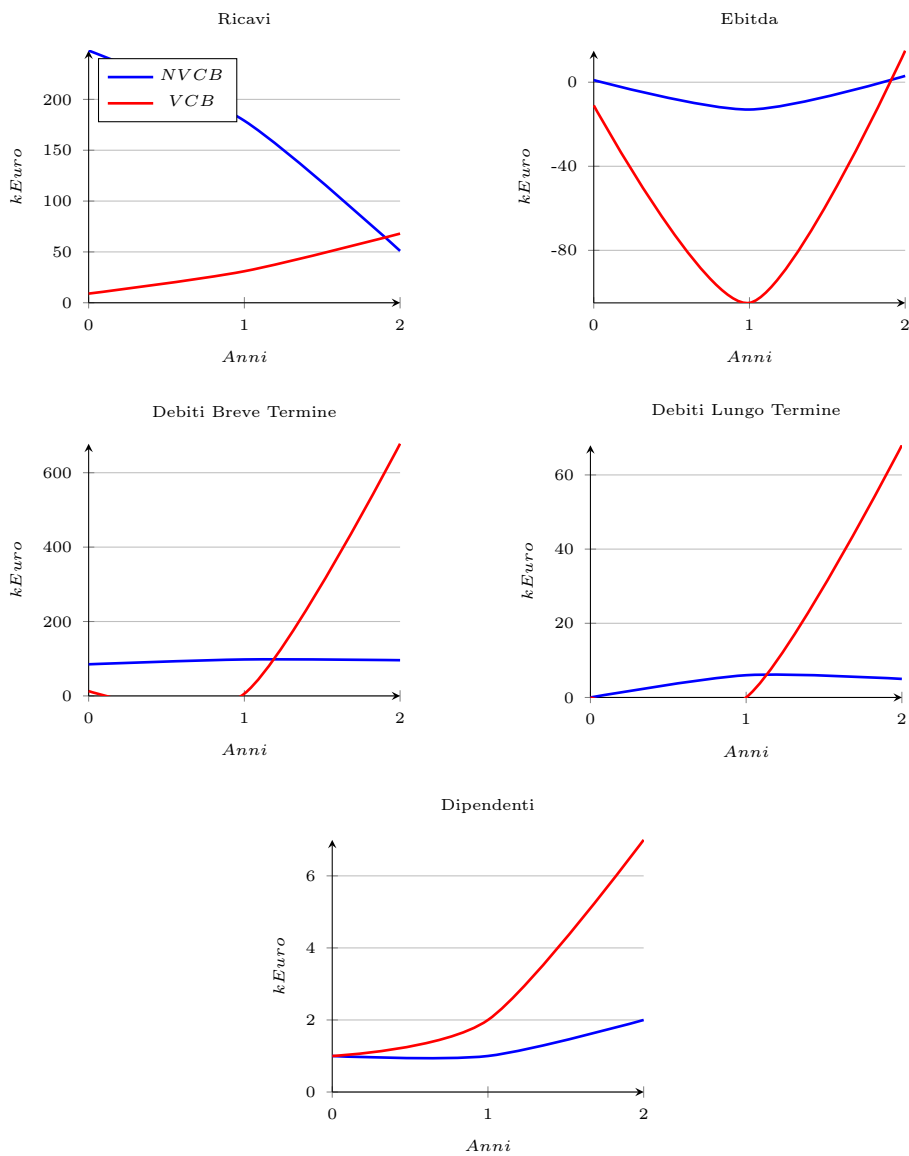 Ricavi
NVCB
VCB
200
150
100
50
0
0 1 2
kEuro
Anni
Ebitda
0
-40
-80
0 1 2
kEuro
Anni
Debiti Breve Termine
600
400
200
0
0 1 2
kEuro
Anni
Debiti Lungo Termine
60
40
20
0
0 1 2
kEuro
Anni
Dipendenti
6
4
2
0
0 1 2
kEuro
Anni